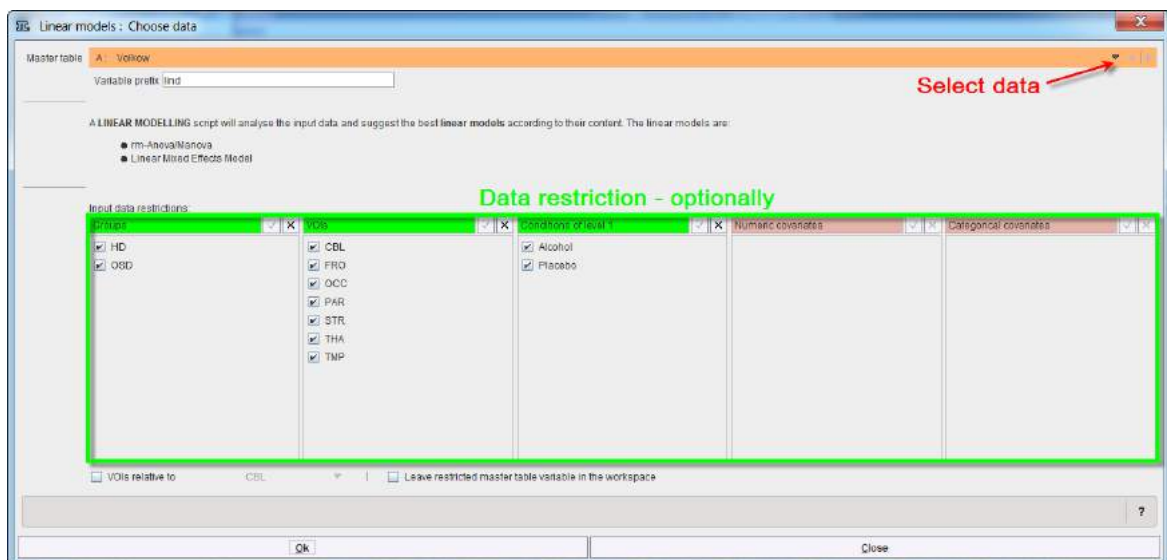 Linear models : Choose data
Master table A: Volkow
Select data
Variable prefix lind
A LINEAR MODELLING script will analyse the input data and suggest the best linear models according to their content. The linear models are:
rm-Anova/Manova
Linear Mixed Effects Model
Data restriction - optionally
Input data restrictions:
Groups VOIs Conditions of level 1 Numeric covariates Categorical covariates
HD CBL Alcohol
OSD FRO Placebo
OCC
PAR
STR
THA
TMP
VOIs relative to CBL Leave restricted master table variable in the workspace
?
Ok Close